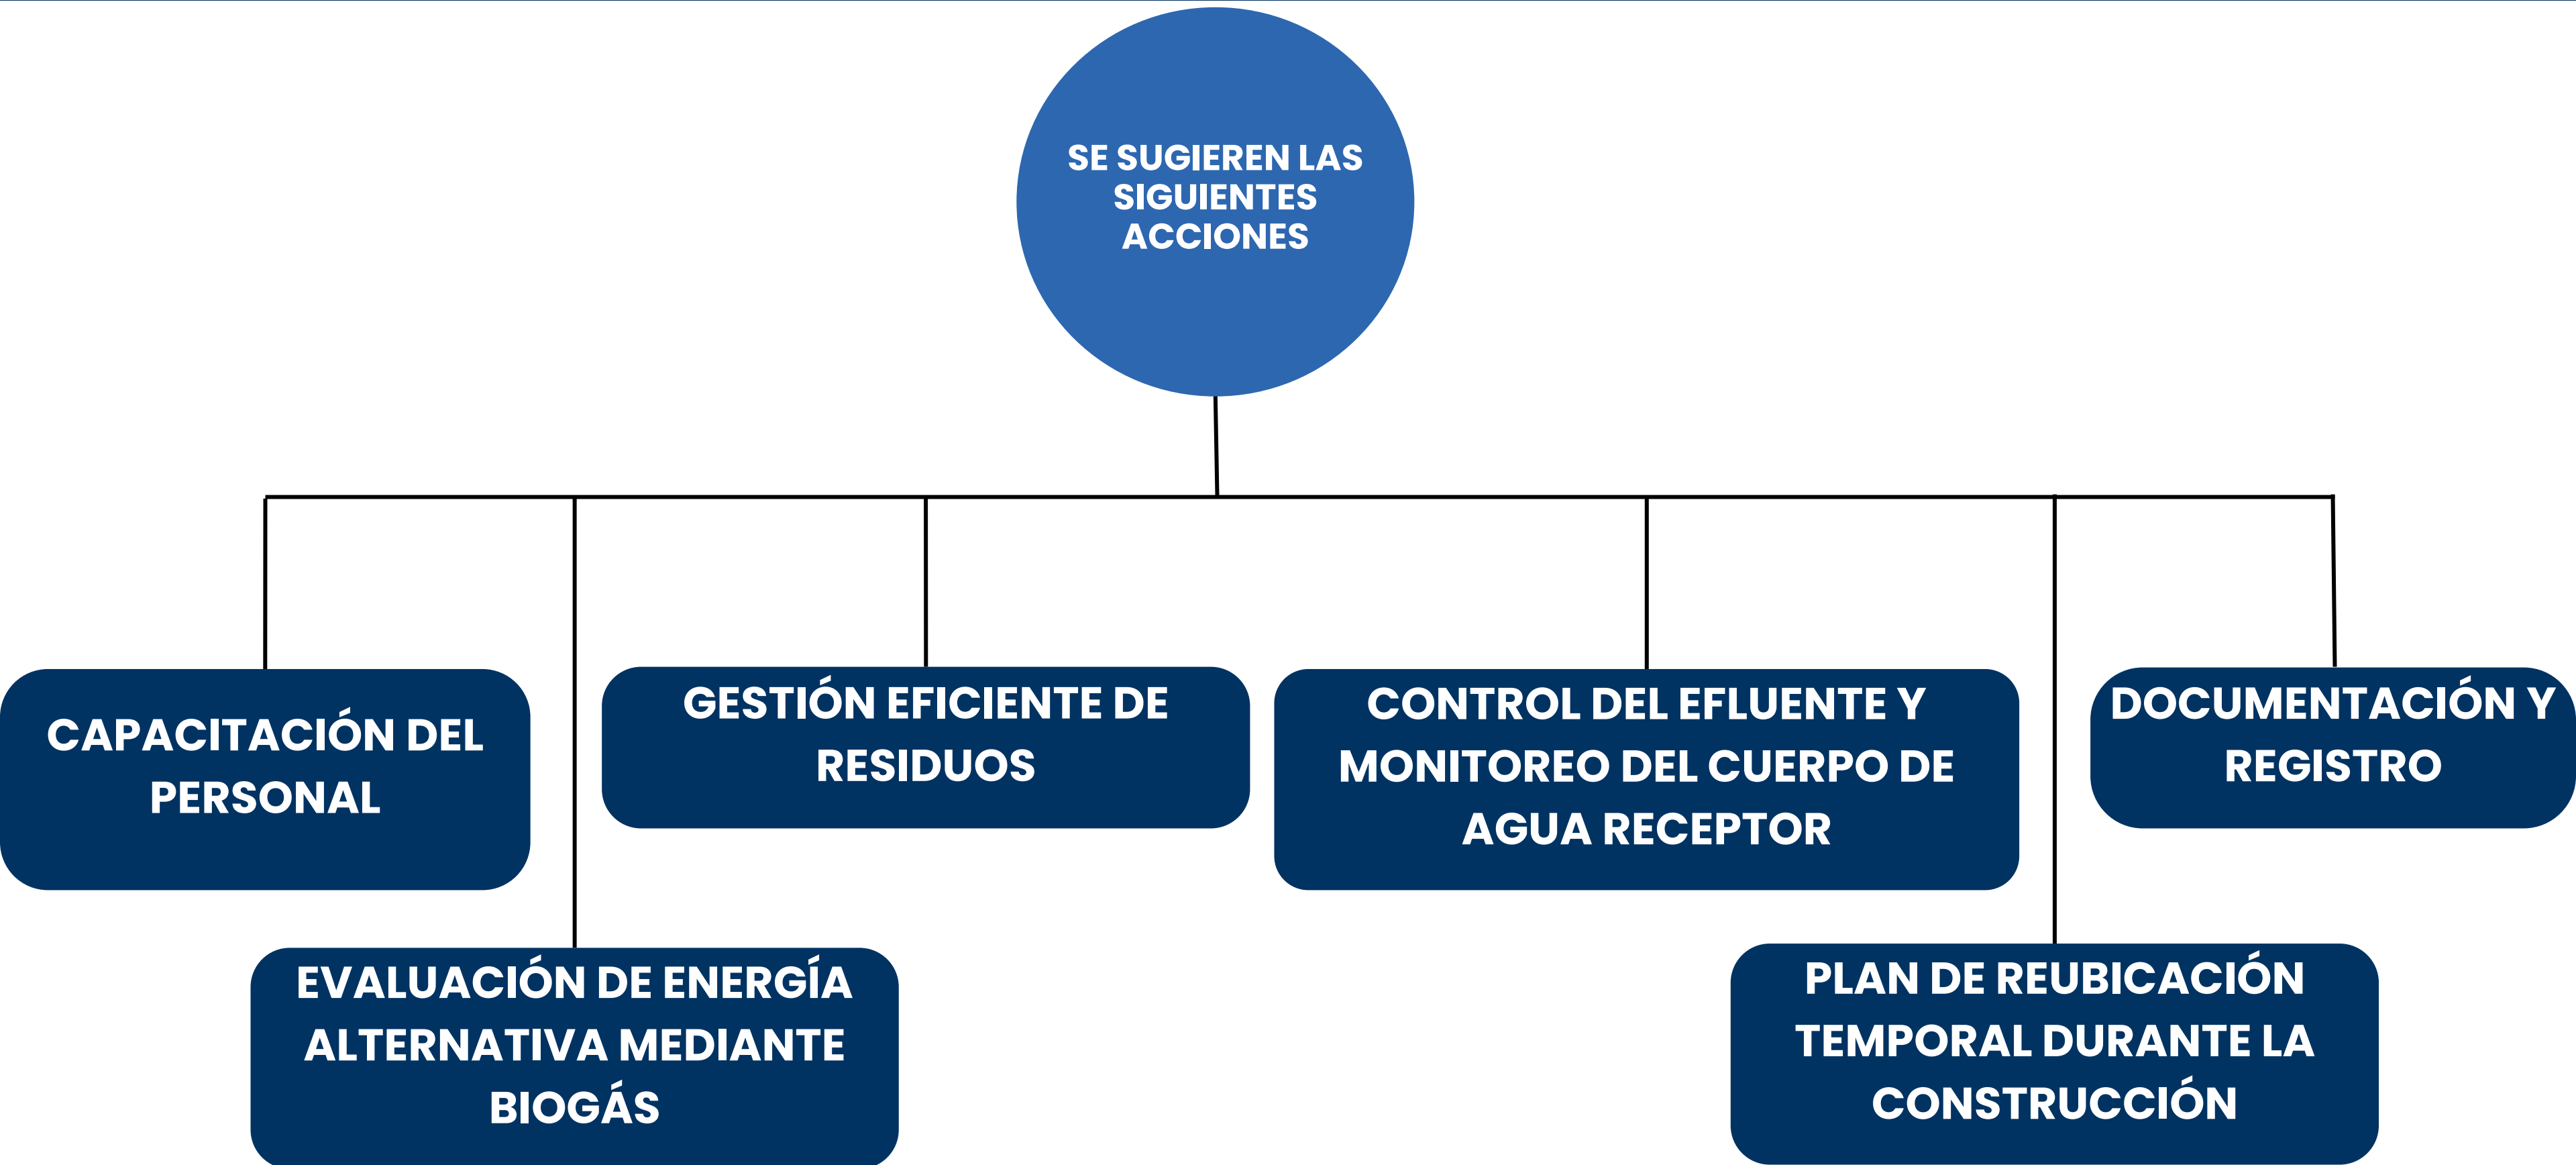 SE SUGIEREN LAS
SIGUIENTES
ACCIONES
CAPACITACIÓN DEL
PERSONAL
GESTIÓN EFICIENTE DE
RESIDUOS
CONTROL DEL EFLUENTE Y
MONITOREO DEL CUERPO DE
AGUA RECEPTOR
DOCUMENTACIÓN Y
REGISTRO
EVALUACIÓN DE ENERGÍA
ALTERNATIVA MEDIANTE
BIOGÁS
PLAN DE REUBICACIÓN
TEMPORAL DURANTE LA
CONSTRUCCIÓN